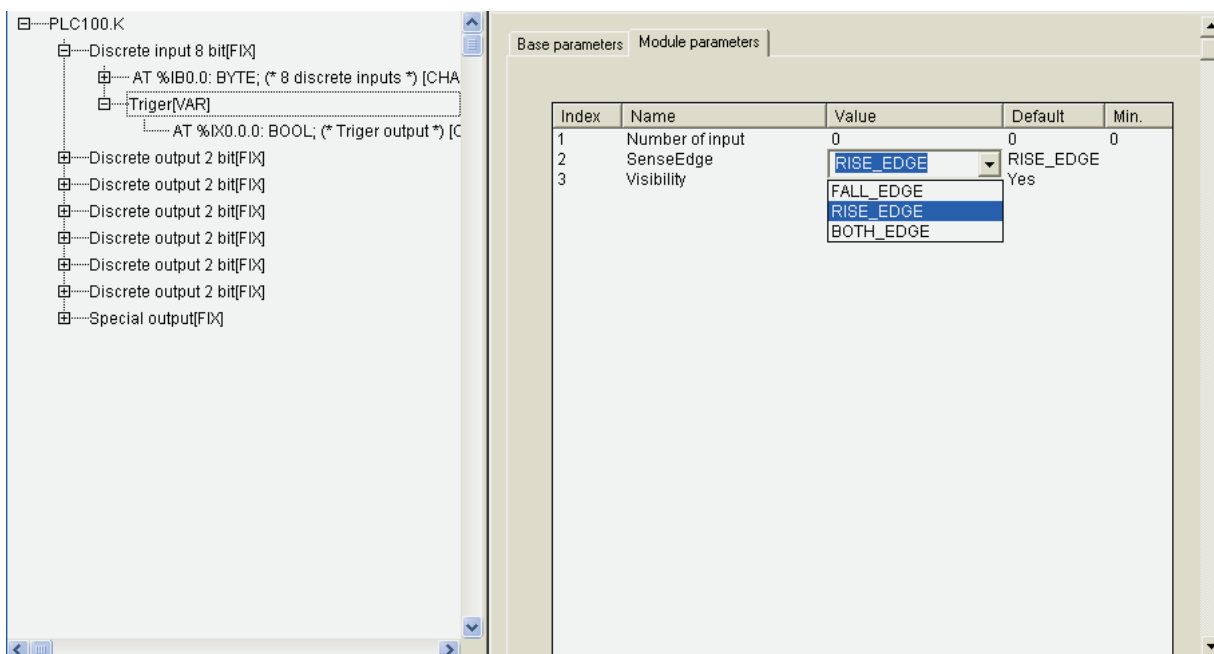 PLC100.K
Discrete input 8 bit[FIX]
AT %IB0.0: BYTE; (* 8 discrete inputs *) [CHA
Triger[VAR]
AT %IX0.0.0: BOOL; (* Triger output *) [C
Discrete output 2 bit[FIX]
Discrete output 2 bit[FIX]
Discrete output 2 bit[FIX]
Discrete output 2 bit[FIX]
Discrete output 2 bit[FIX]
Discrete output 2 bit[FIX]
Special output[FIX]
Base parameters Module parameters
Index Name Value Default Min.
1 Number of input 0 0 0
2 SenseEdge RISE_EDGE RISE_EDGE
3 Visibility Yes
FALL_EDGE
RISE_EDGE
BOTH_EDGE